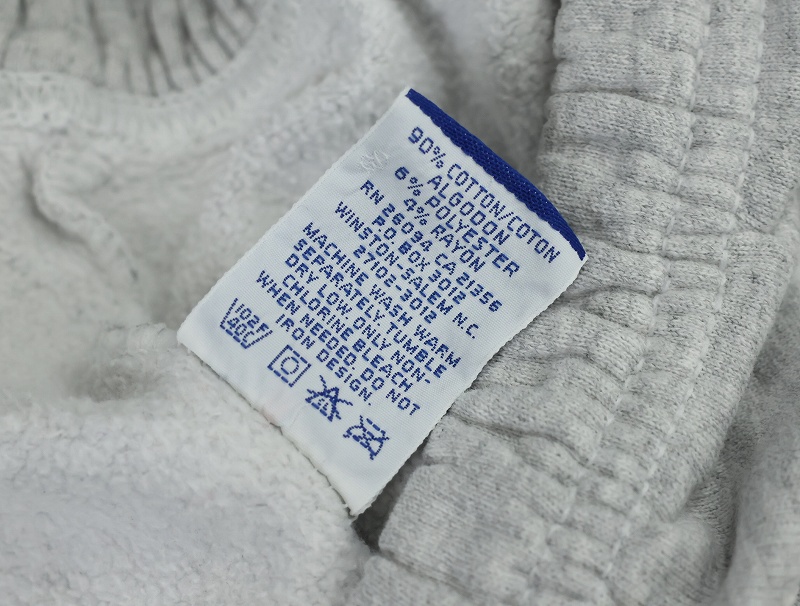 90% COTTON/COTON
ALGODON
6% POLYESTER
4% RAYON
RN 26094, CA 21356
P.O BOX 3012
WINSTON-SALEM N.C.
27102-3012
MACHINE WASH WARM
SEPARATELY. TUMBLE
DRY LOW. ONLY NON-
CHLORINE BLEACH
WHEN NEEDED. DO NOT
IRON DESIGN.
102F
40C
CL